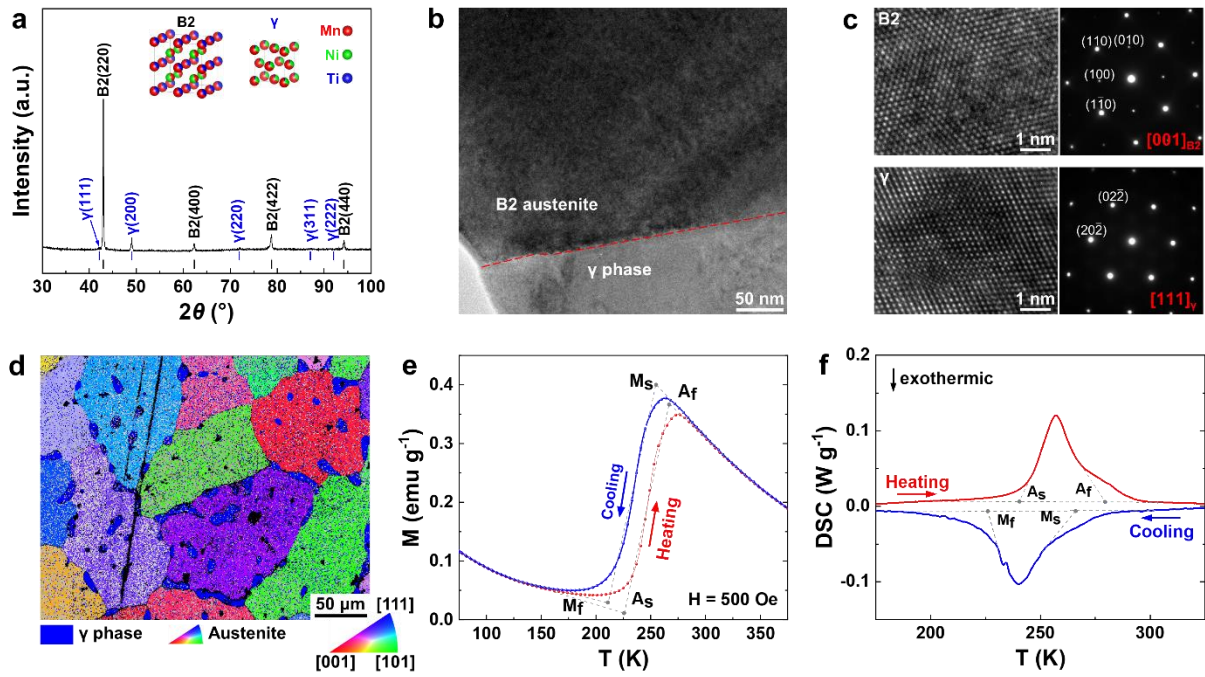 a
B2
γ
Mn
Ni
Ti
B2(220)
γ(111)
γ(200)
B2(400)
γ(220)
B2(422)
γ(311)
γ(222)
B2(440)
Intensity (a.u.)
30 40 50 60 70 80 90 100
2θ (°)
b
B2 austenite
γ phase
50 nm
c
B2
1 nm
(110)
(010)
(100)
(11̄0)
[001]B2
γ
1 nm
(022̄)
(202̄)
[111]γ
d
50 μm
[111]
[001]
[101]
γ phase
Austenite
e
M (emu g-1)
0.4
0.3
0.2
0.1
0.0
Ms
Af
Cooling
Heating
Mf
As
H = 500 Oe
100 150 200 250 300 350
T (K)
f
DSC (W g-1)
0.2
0.1
0.0
-0.1
exothermic
Heating
As
Af
Mf
Ms
Cooling
200 250 300
T (K)